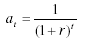 a_t = 1 / (1 + r)^t